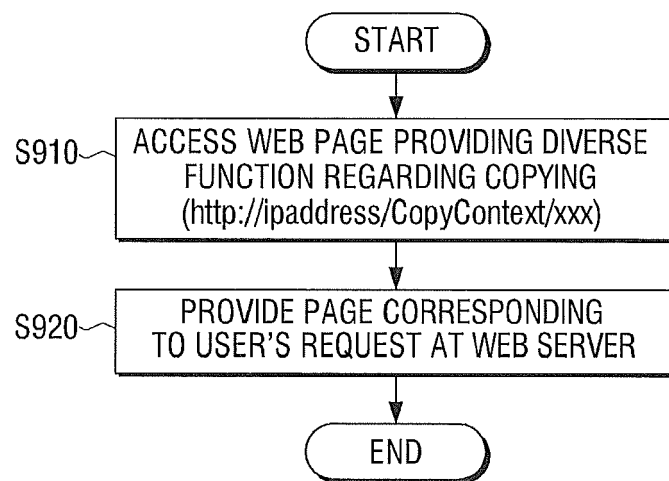 START
S910
ACCESS WEB PAGE PROVIDING DIVERSE
FUNCTION REGARDING COPYING
(http://ipaddress/CopyContext/xxx)
S920
PROVIDE PAGE CORRESPONDING
TO USER'S REQUEST AT WEB SERVER
END